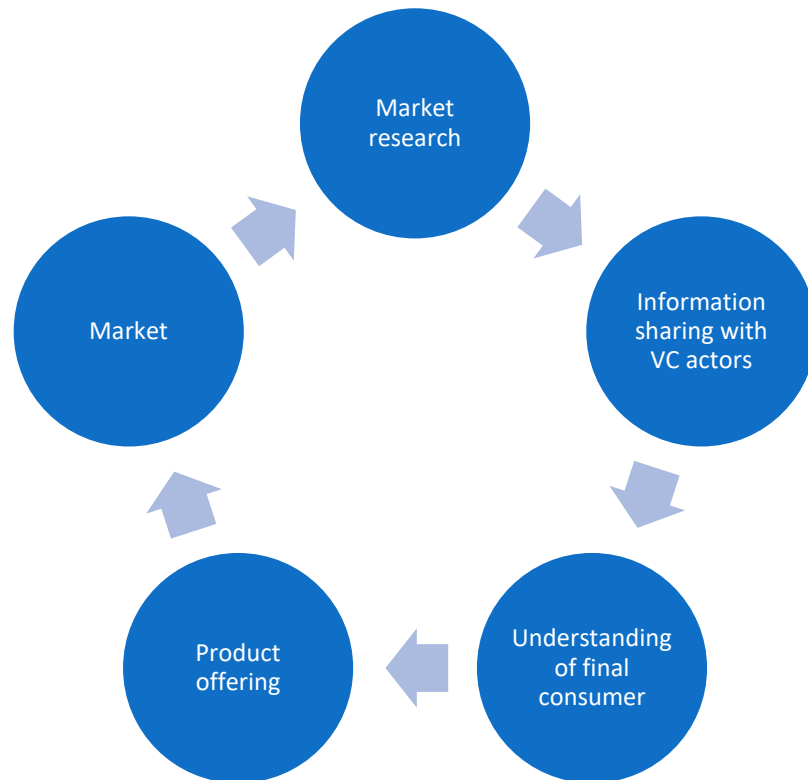 Market
research
Information
sharing with
VC actors
Understanding
of final
consumer
Product
offering
Market